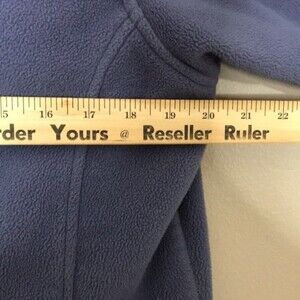 15 16 17 18 19 20 21 22
rder Yours @ Reseller Ruler